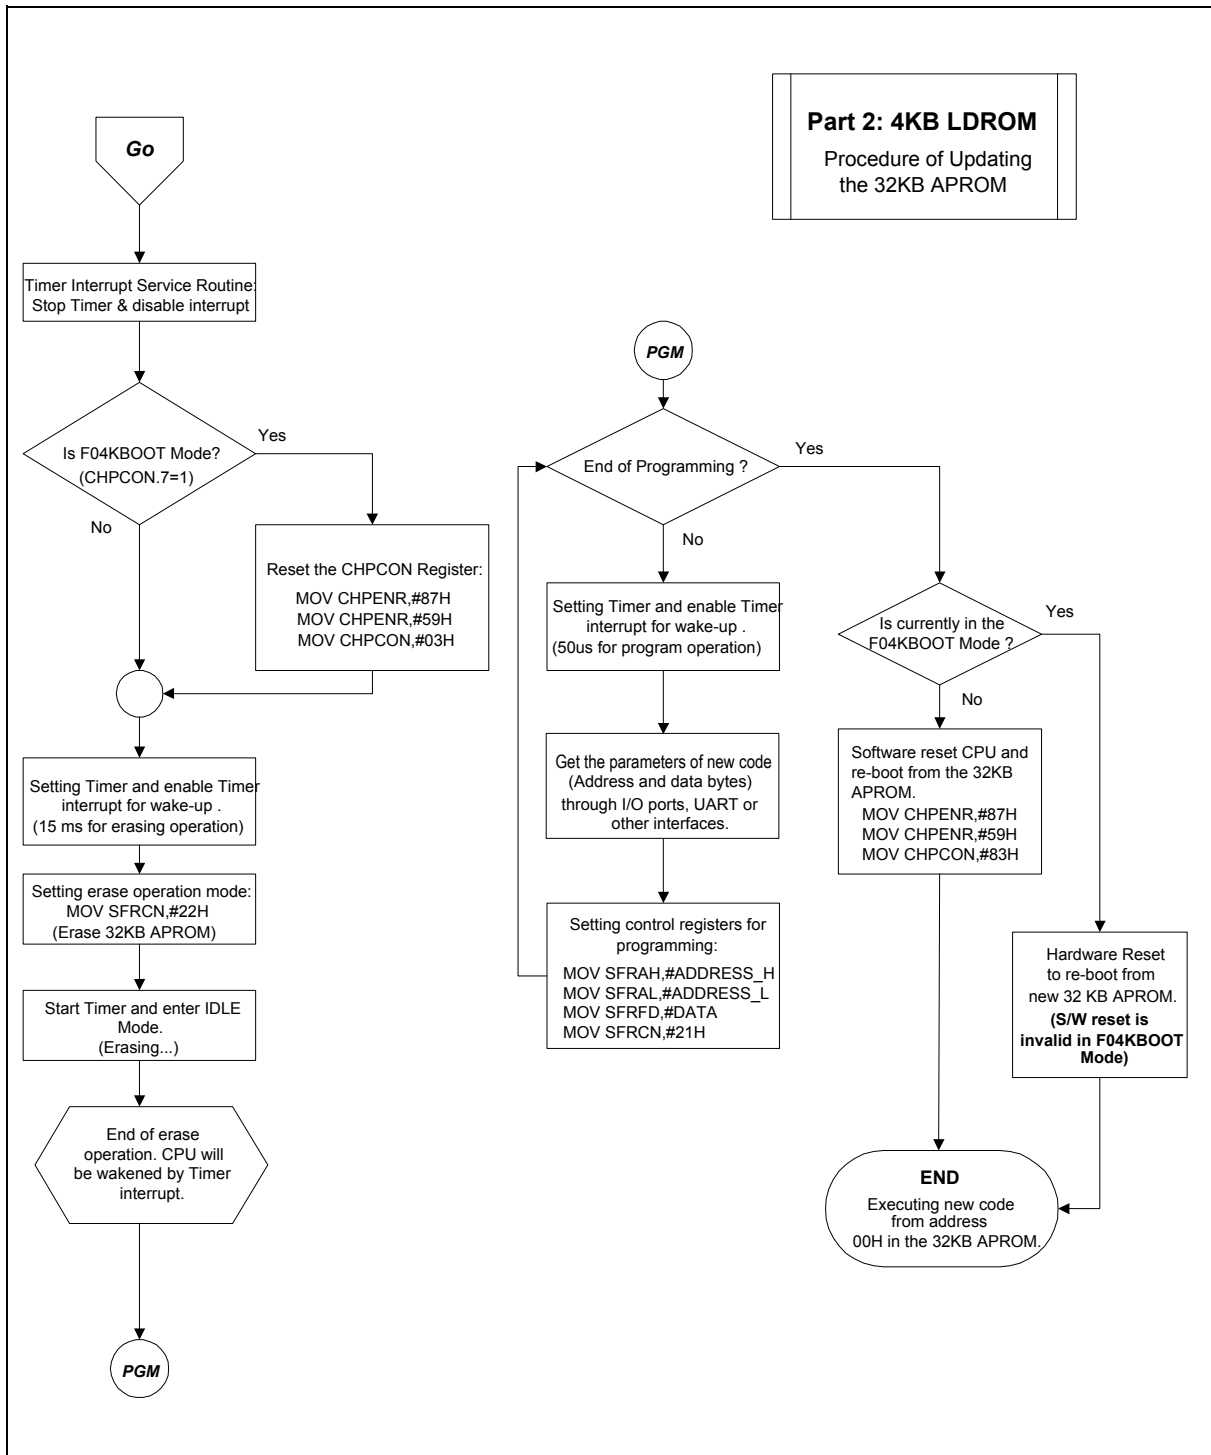 Part 2: 4KB LDROM
Procedure of Updating
the 32KB APROM
Go
Timer Interrupt Service Routine:
Stop Timer & disable interrupt
Is F04KBOOT Mode?
(CHPCON.7=1)
Yes
No
Reset the CHPCON Register:
MOV CHPENR,#87H
MOV CHPENR,#59H
MOV CHPCON,#03H
Setting Timer and enable Timer
interrupt for wake-up .
(15 ms for erasing operation)
Setting erase operation mode:
MOV SFRCN,#22H
(Erase 32KB APROM)
Start Timer and enter IDLE
Mode.
(Erasing...)
End of erase
operation. CPU will
be wakened by Timer
interrupt.
PGM
PGM
End of Programming ?
Yes
No
Setting Timer and enable Timer
interrupt for wake-up .
(50us for program operation)
Get the parameters of new code
(Address and data bytes)
through I/O ports, UART or
other interfaces.
Setting control registers for
programming:
MOV SFRAH,#ADDRESS_H
MOV SFRAL,#ADDRESS_L
MOV SFRFD,#DATA
MOV SFRCN,#21H
Is currently in the
F04KBOOT Mode ?
Yes
No
Software reset CPU and
re-boot from the 32KB
APROM.
MOV CHPENR,#87H
MOV CHPENR,#59H
MOV CHPCON,#83H
Hardware Reset
to re-boot from
new 32 KB APROM.
(S/W reset is
invalid in F04KBOOT
Mode)
END
Executing new code
from address
00H in the 32KB APROM.